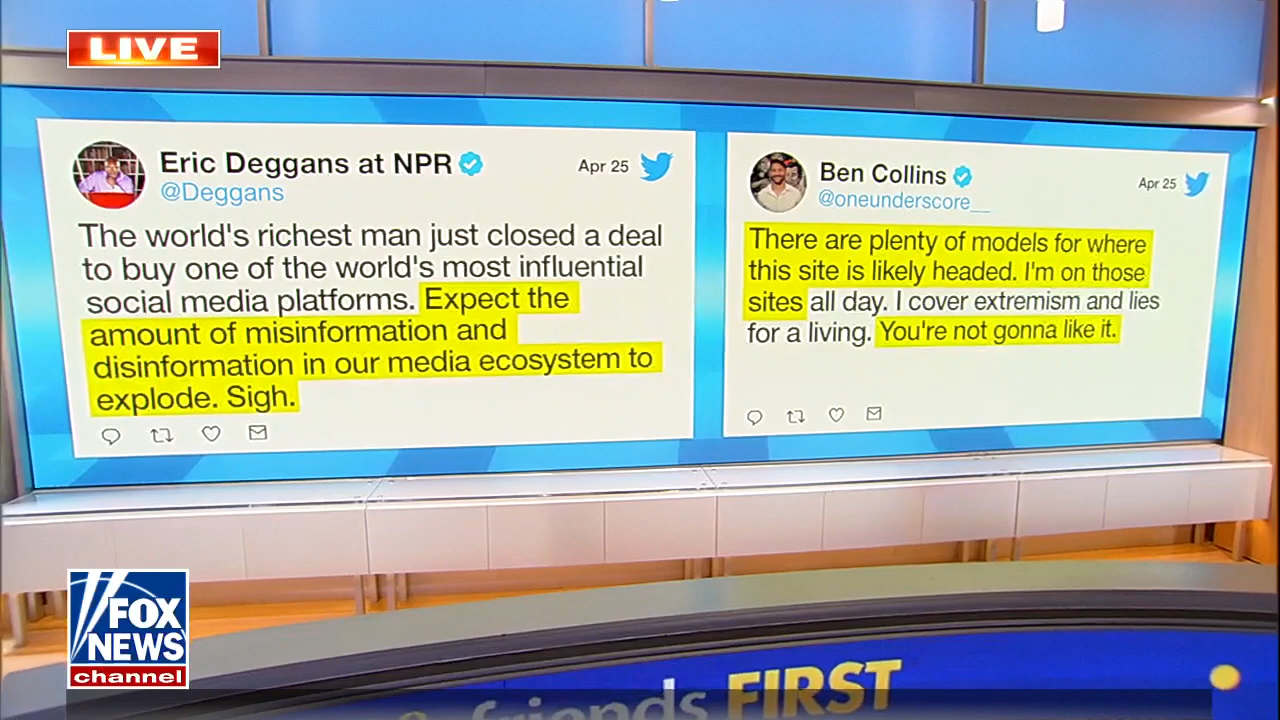 LIVE
Eric Deggans at NPR
@Deggans
Apr 25
The world's richest man just closed a deal
to buy one of the world's most influential
social media platforms. Expect the
amount of misinformation and
disinformation in our media ecosystem to
explode. Sigh.
Ben Collins
@oneunderscore__
Apr 25
There are plenty of models for where
this site is likely headed. I'm on those
sites all day. I cover extremism and lies
for a living. You're not gonna like it.
FOX
NEWS
channel
& friends FIRST